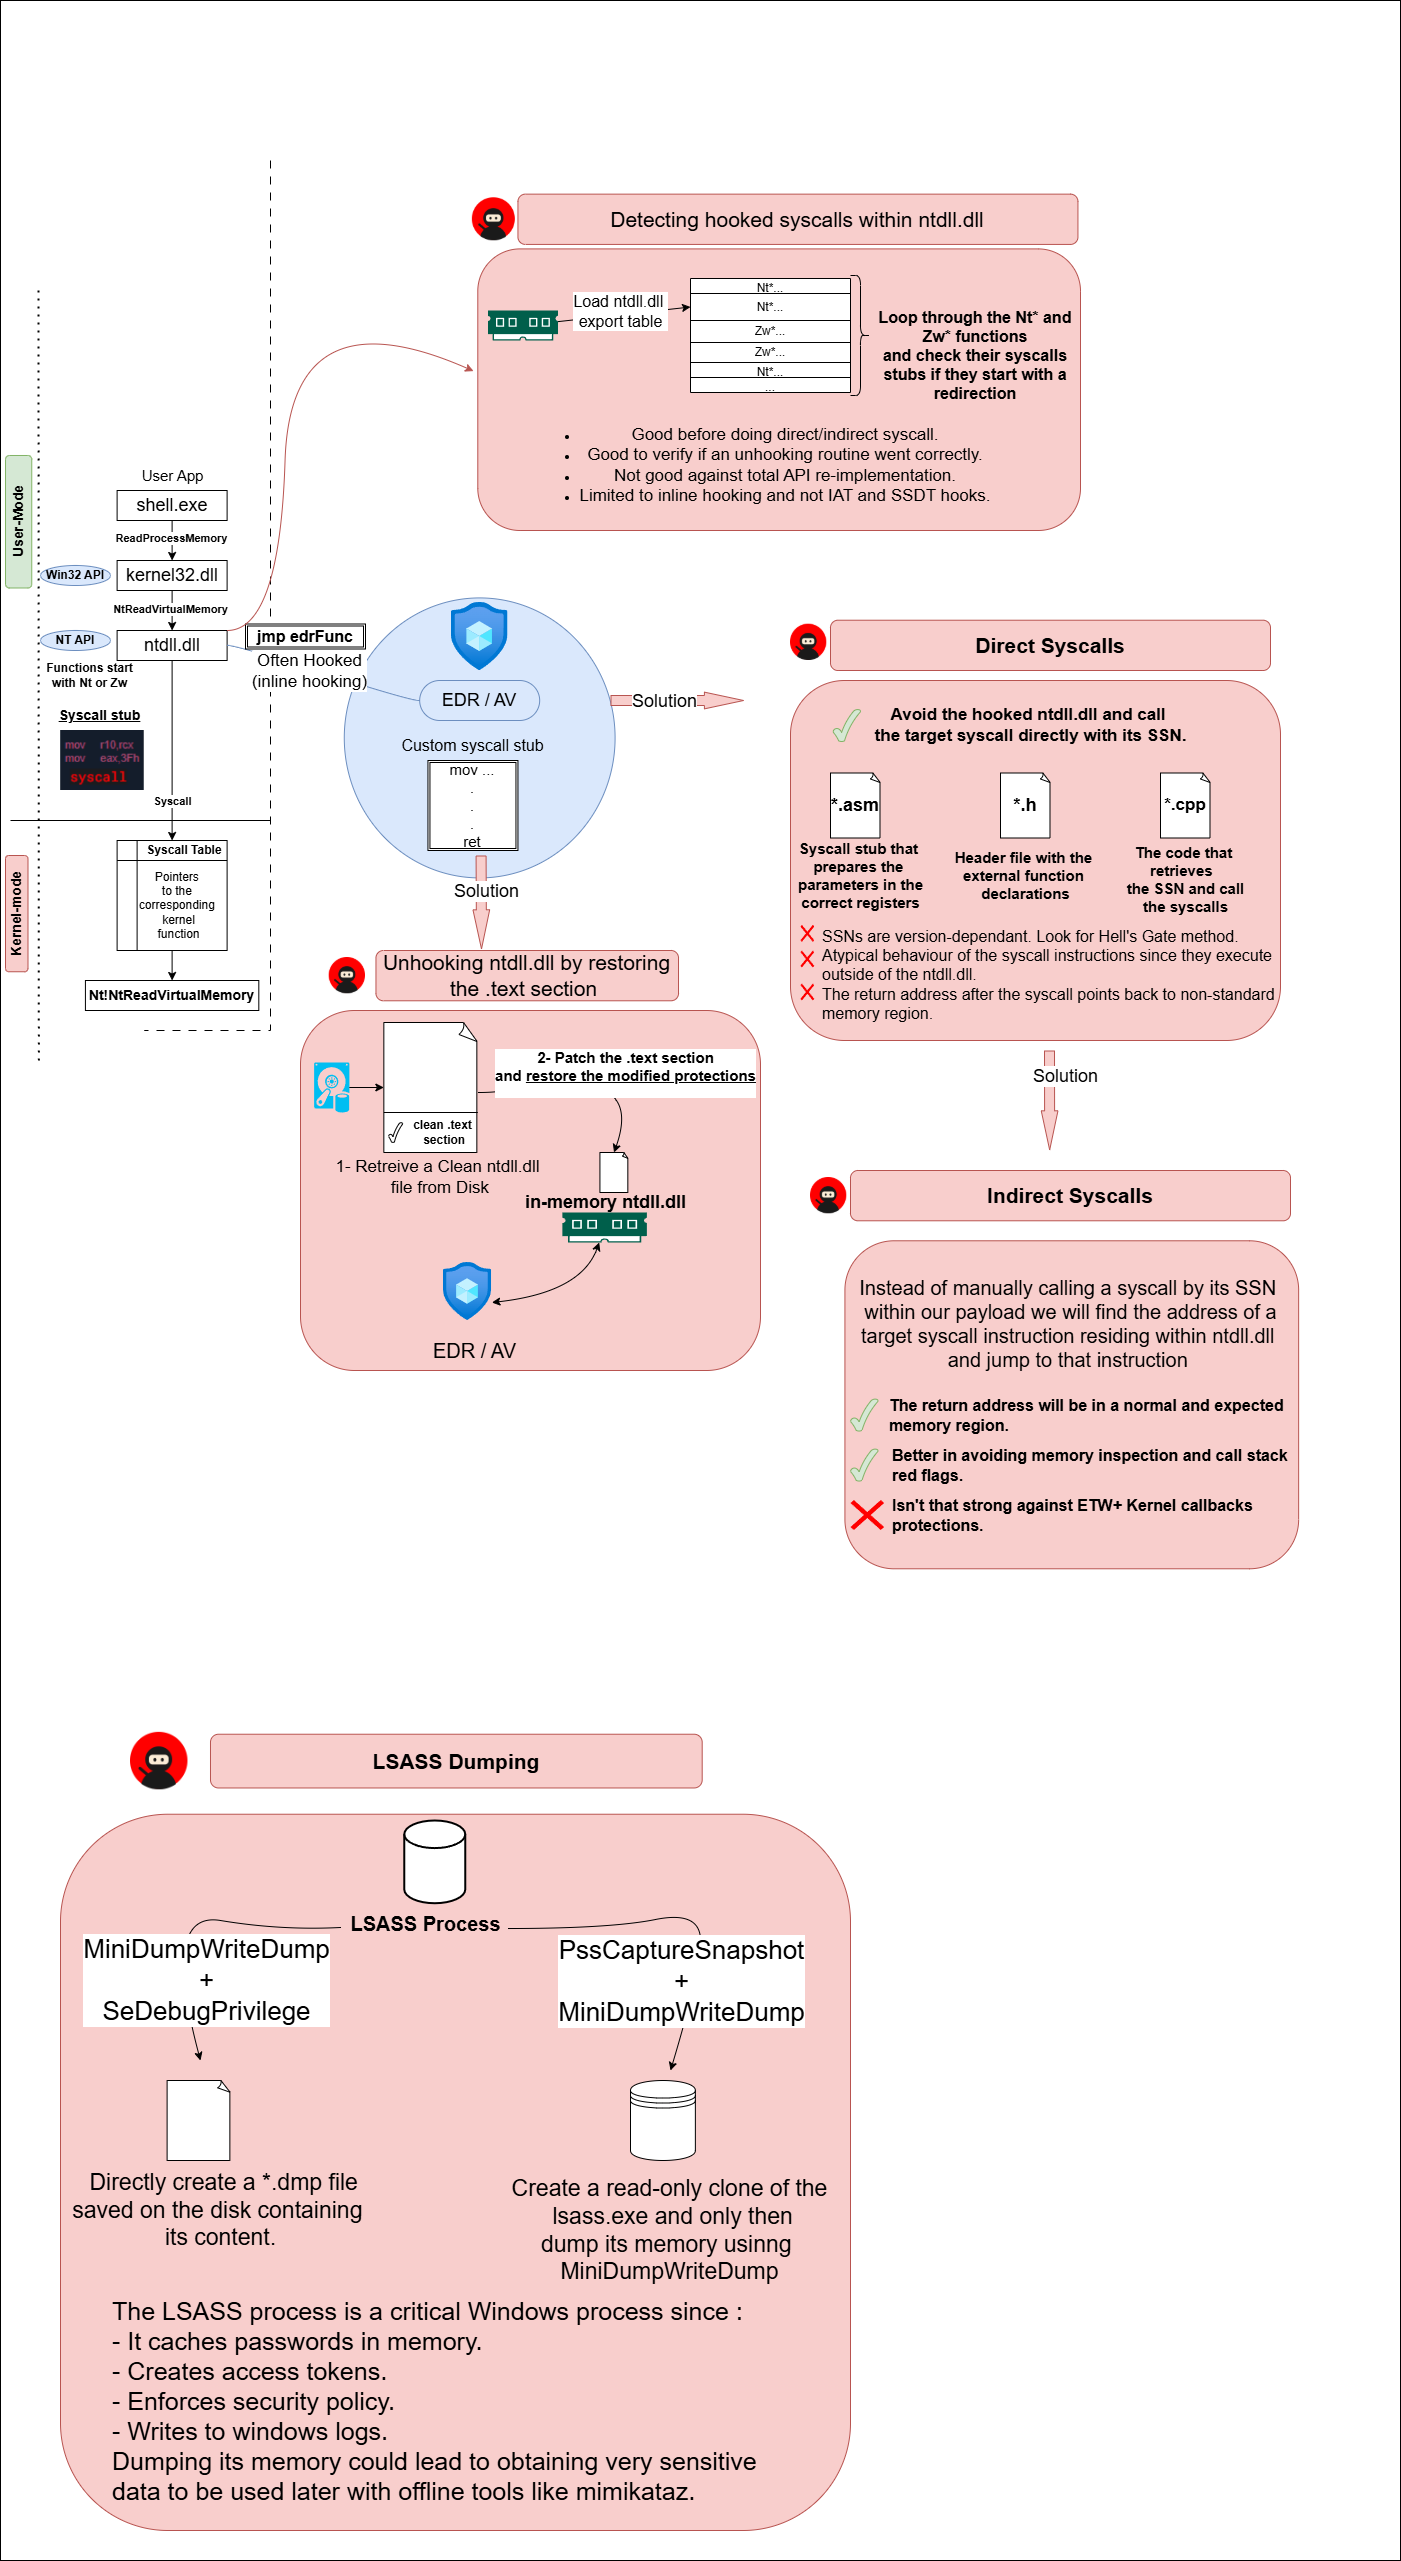 Detecting hooked syscalls within ntdll.dll
Load ntdll.dll
export table
Nt*...
Nt*...
Zw*...
Zw*...
Nt*...
...
Loop through the Nt* and
Zw* functions
and check their syscalls
stubs if they start with a
redirection
Good before doing direct/indirect syscall.
Good to verify if an unhooking routine went correctly.
Not good against total API re-implementation.
Limited to inline hooking and not IAT and SSDT hooks.
User-Mode
User App
shell.exe
ReadProcessMemory
Win32 API
kernel32.dll
NtReadVirtualMemory
NT API
ntdll.dll
Functions start
with Nt or Zw
Syscall stub
mov r10,rcx
mov eax,3Fh
syscall
Syscall
Kernel-mode
Syscall Table
Pointers
to the
corresponding
kernel
function
Nt!NtReadVirtualMemory
jmp edrFunc
Often Hooked
(inline hooking)
EDR / AV
Custom syscall stub
mov ...
.
.
.
ret
Solution
Solution
Direct Syscalls
Avoid the hooked ntdll.dll and call
the target syscall directly with its SSN.
*.asm
*.h
*.cpp
Syscall stub that
prepares the
parameters in the
correct registers
Header file with the
external function
declarations
The code that
retrieves
the SSN and call
the syscalls
SSNs are version-dependant. Look for Hell's Gate method.
Atypical behaviour of the syscall instructions since they execute
outside of the ntdll.dll.
The return address after the syscall points back to non-standard
memory region.
Unhooking ntdll.dll by restoring
the .text section
2- Patch the .text section
and restore the modified protections
clean .text
section
1- Retreive a Clean ntdll.dll
file from Disk
in-memory ntdll.dll
EDR / AV
Solution
Indirect Syscalls
Instead of manually calling a syscall by its SSN
within our payload we will find the address of a
target syscall instruction residing within ntdll.dll
and jump to that instruction
The return address will be in a normal and expected
memory region.
Better in avoiding memory inspection and call stack
red flags.
Isn't that strong against ETW+ Kernel callbacks
protections.
LSASS Dumping
LSASS Process
MiniDumpWriteDump
+
SeDebugPrivilege
PssCaptureSnapshot
+
MiniDumpWriteDump
Directly create a *.dmp file
saved on the disk containing
its content.
Create a read-only clone of the
lsass.exe and only then
dump its memory usinng
MiniDumpWriteDump
The LSASS process is a critical Windows process since :
- It caches passwords in memory.
- Creates access tokens.
- Enforces security policy.
- Writes to windows logs.
Dumping its memory could lead to obtaining very sensitive
data to be used later with offline tools like mimikataz.